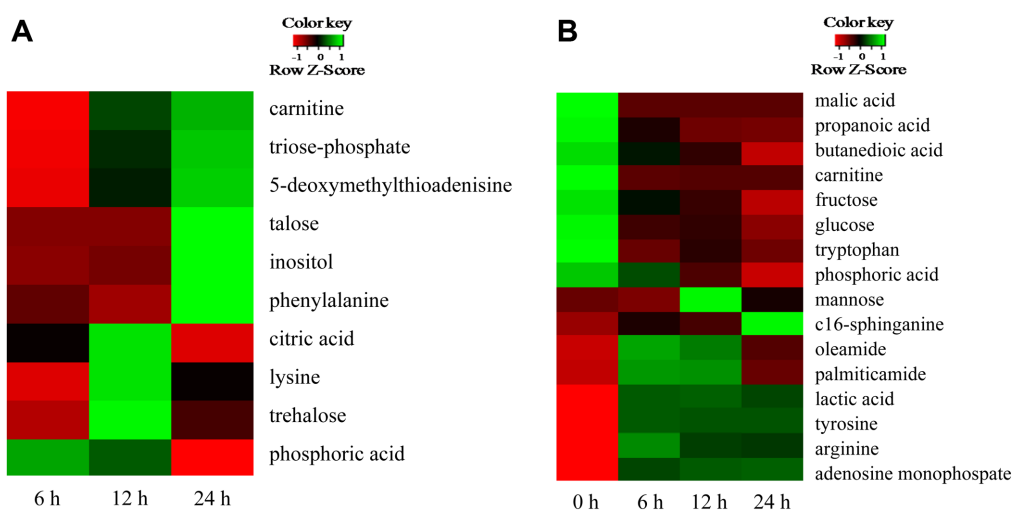 A
Color key
-1 0 1
Row Z-Score
carnitine
triose-phosphate
5-deoxymethylthioadenisine
talose
inositol
phenylalanine
citric acid
lysine
trehalose
phosphoric acid
6 h 12 h 24 h
B
Color key
-1 0 1
Row Z-Score
malic acid
propanoic acid
butanedioic acid
carnitine
fructose
glucose
tryptophan
phosphoric acid
mannose
c16-sphinganine
oleamide
palmiticamide
lactic acid
tyrosine
arginine
adenosine monophospate
0 h 6 h 12 h 24 h